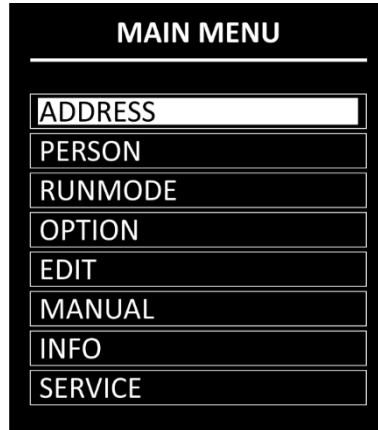 MAIN MENU
ADDRESS
PERSON
RUNMODE
OPTION
EDIT
MANUAL
INFO
SERVICE